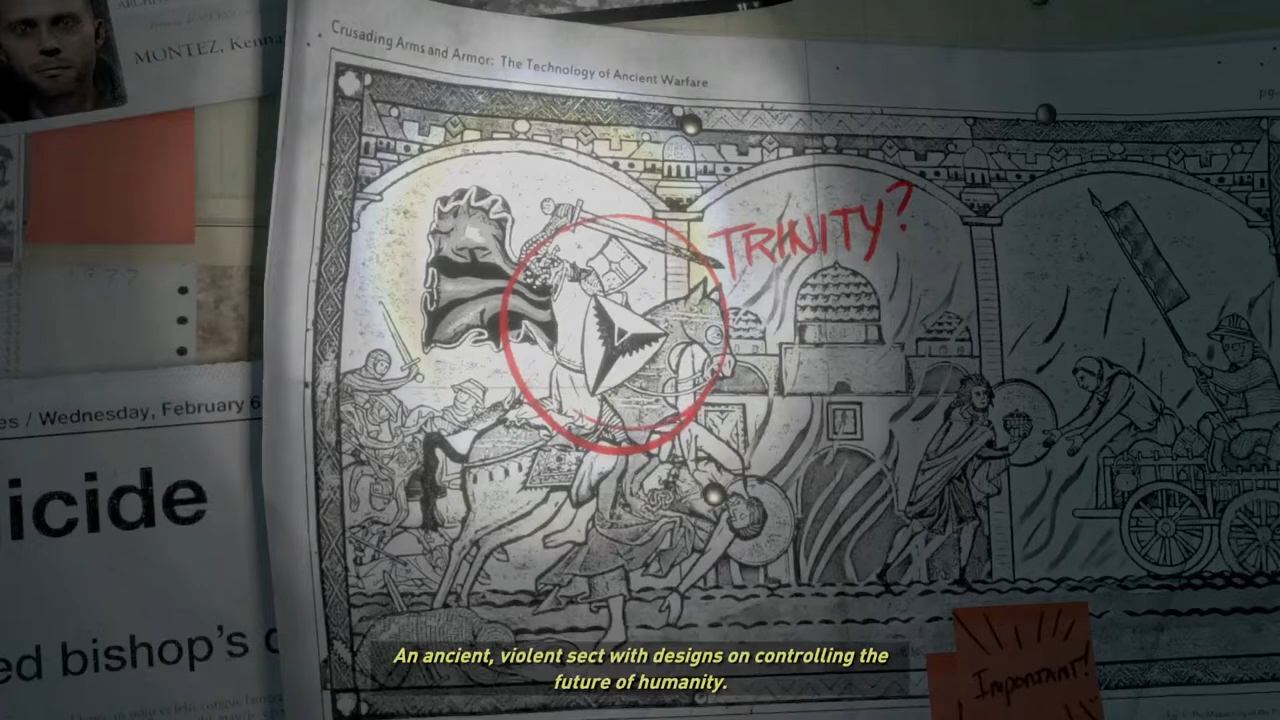 MONTEZ, Kenna
Crusading Arms and Armor: The Technology of Ancient Warfare
TRINITY?
es / Wednesday, February 6
icide
ed bishop's
Important!
An ancient, violent sect with designs on controlling the
future of humanity.